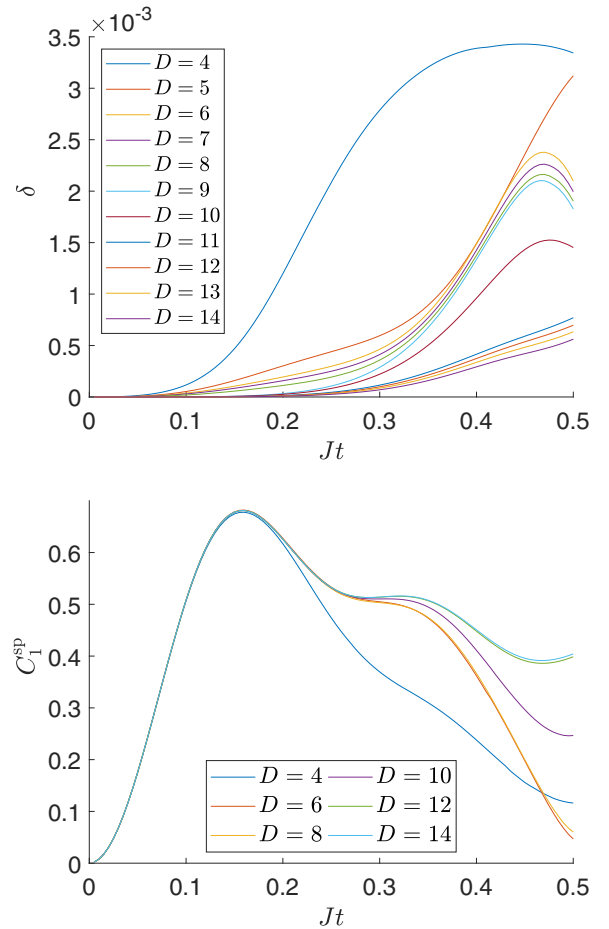 ×10⁻³
3.5
3
2.5
2
1.5
1
0.5
0
δ
D = 4
D = 5
D = 6
D = 7
D = 8
D = 9
D = 10
D = 11
D = 12
D = 13
D = 14
0 0.1 0.2 0.3 0.4 0.5
Jt
0.6
0.5
0.4
0.3
0.2
0.1
0
C₁ˢᵖ
D = 4 D = 10
D = 6 D = 12
D = 8 D = 14
0 0.1 0.2 0.3 0.4 0.5
Jt